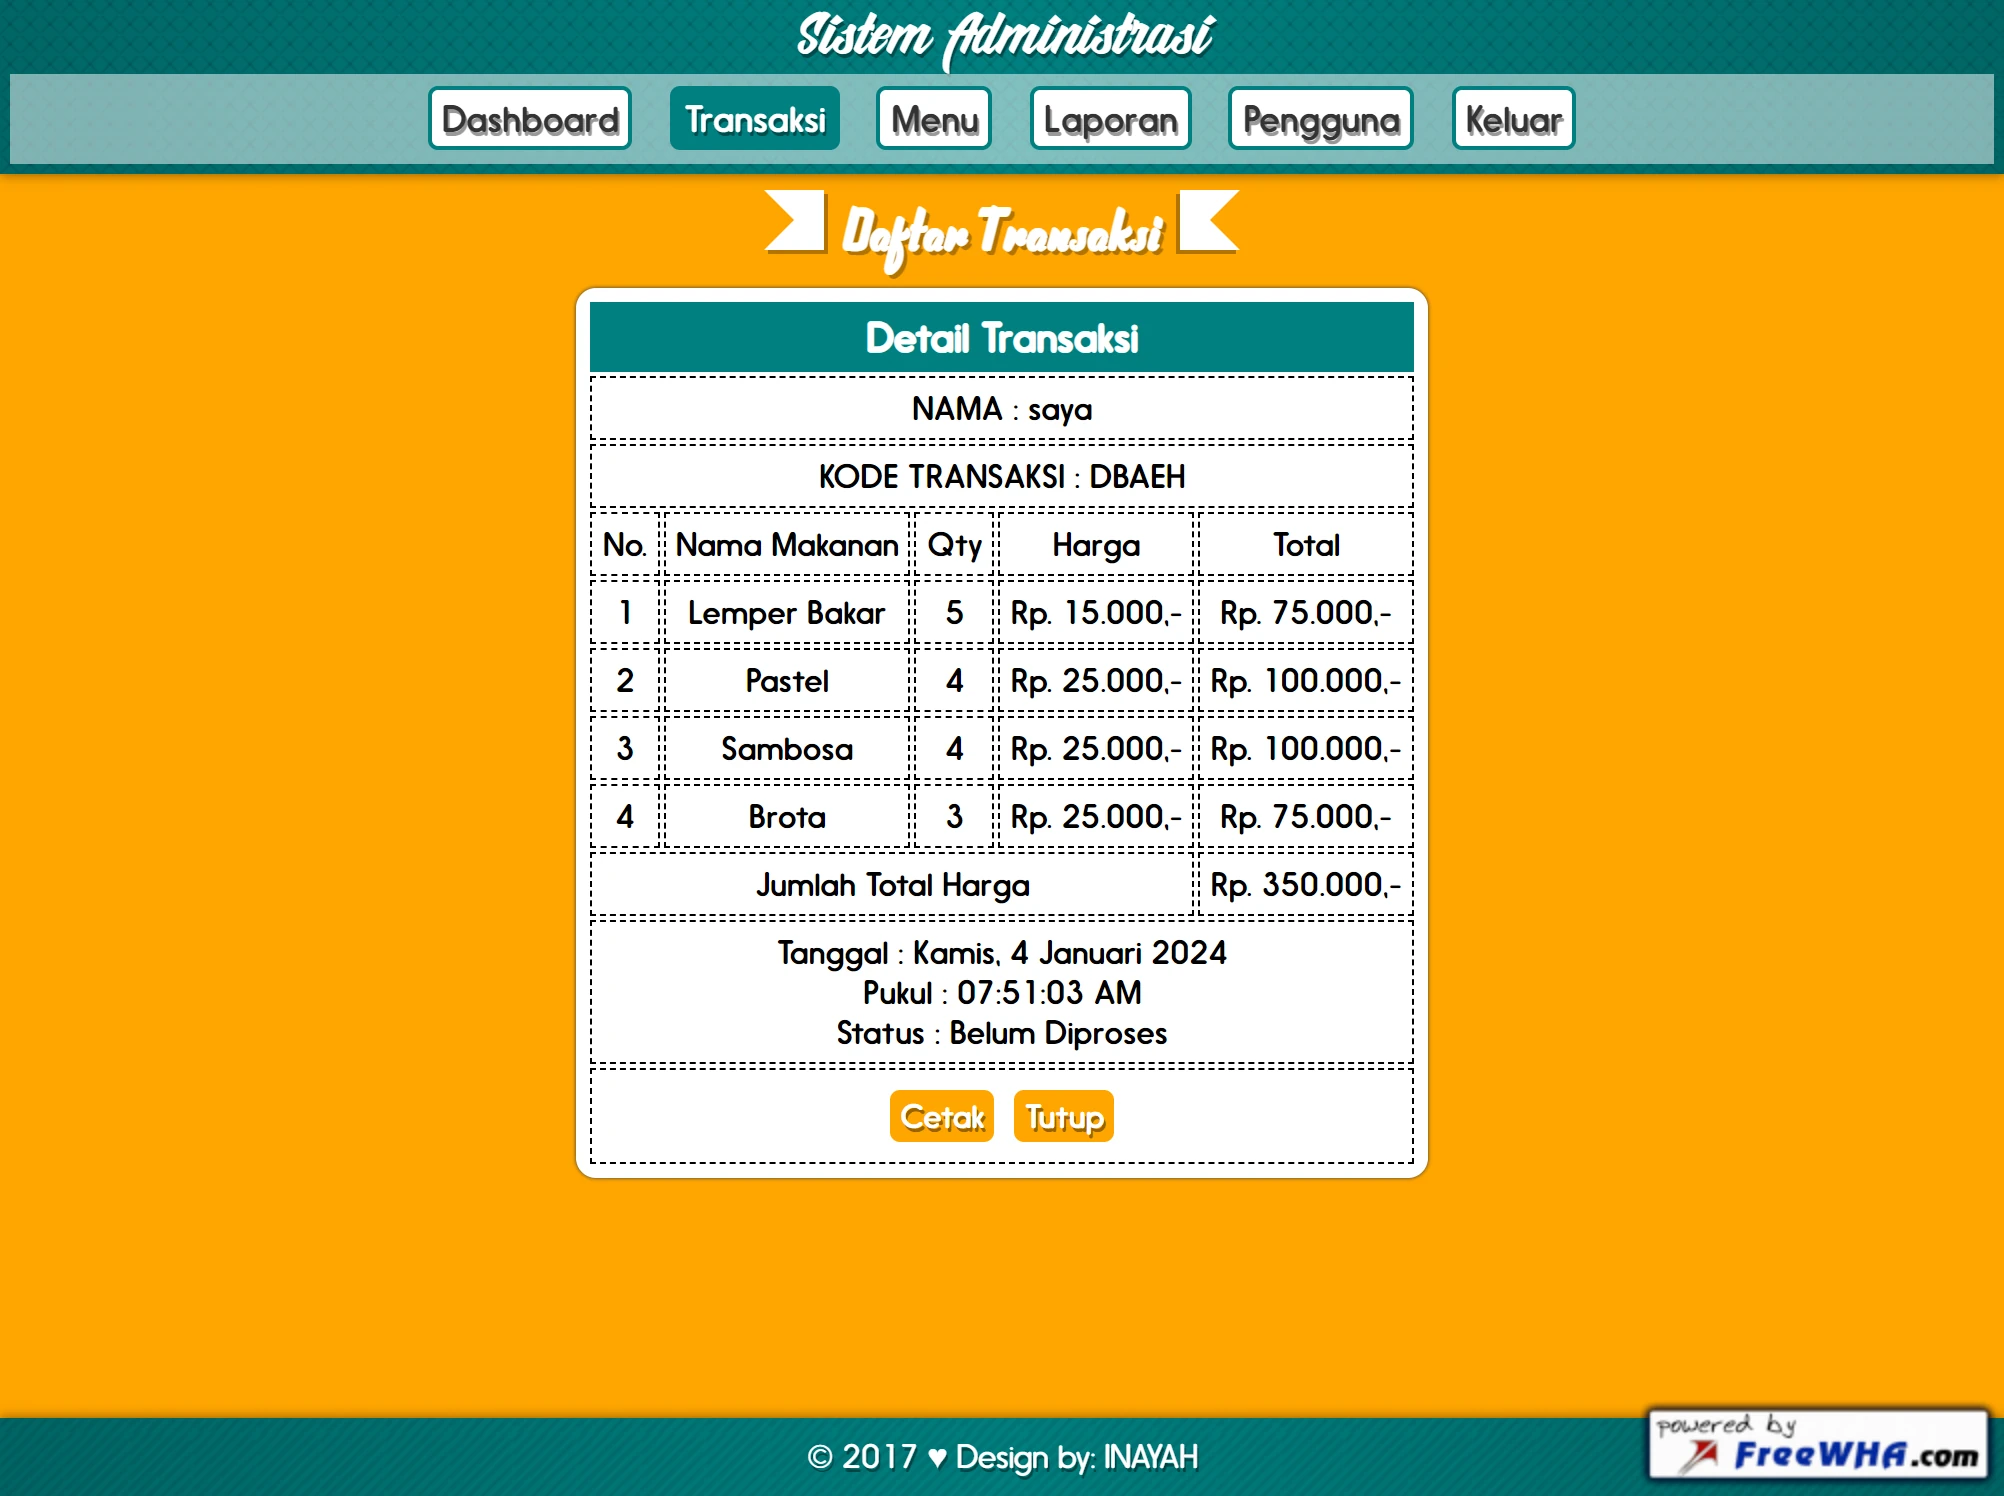 Sistem Administrasi
Dashboard Transaksi Menu Laporan Pengguna Keluar
Daftar Transaksi
Detail Transaksi
NAMA : saya
KODE TRANSAKSI : DBAEH
No. Nama Makanan Qty Harga Total
1 Lemper Bakar 5 Rp. 15.000,- Rp. 75.000,-
2 Pastel 4 Rp. 25.000,- Rp. 100.000,-
3 Sambosa 4 Rp. 25.000,- Rp. 100.000,-
4 Brota 3 Rp. 25.000,- Rp. 75.000,-
Jumlah Total Harga Rp. 350.000,-
Tanggal : Kamis, 4 Januari 2024
Pukul : 07:51:03 AM
Status : Belum Diproses
Cetak Tutup
© 2017 ♥ Design by: INAYAH
powered by
FreeWHA.com